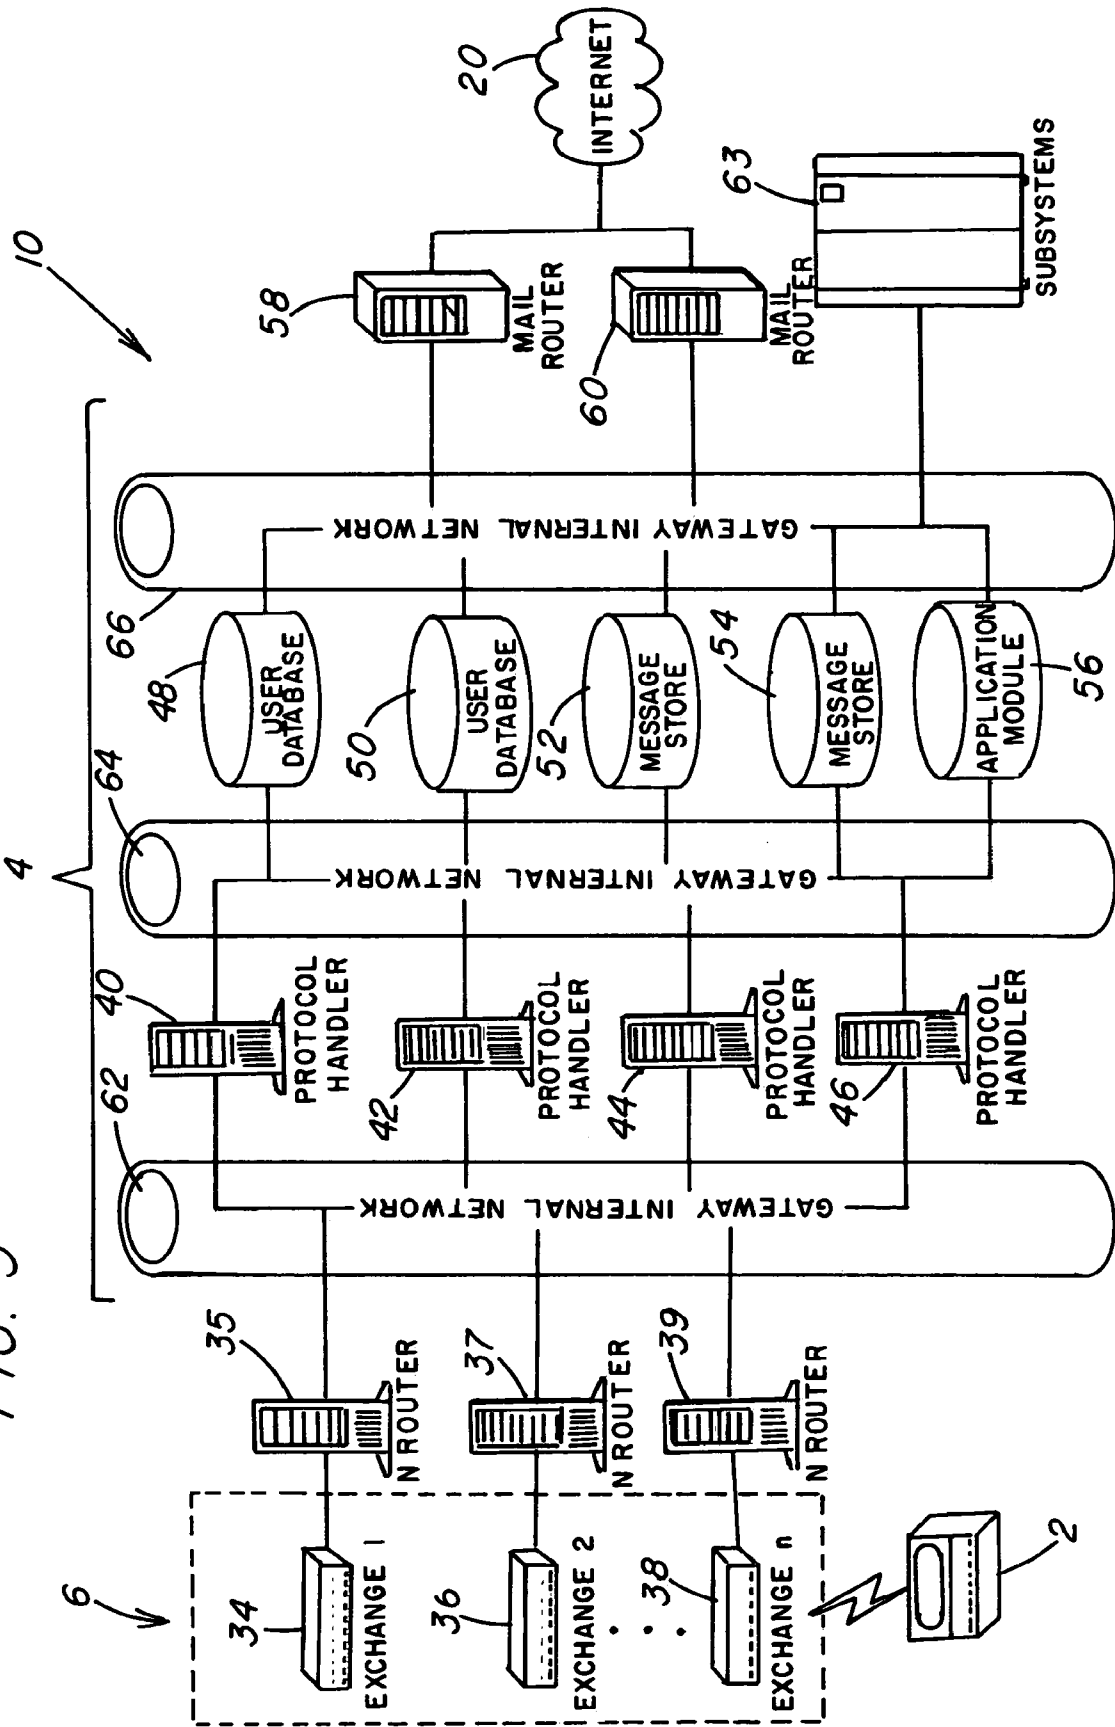 FIG.
4
10
6
34
EXCHANGE 1
36
EXCHANGE 2
38
EXCHANGE n
2
35
N ROUTER
37
N ROUTER
39
N ROUTER
62
GATEWAY INTERNAL NETWORK
40
PROTOCOL
HANDLER
42
PROTOCOL
HANDLER
44
PROTOCOL
HANDLER
46
PROTOCOL
HANDLER
64
GATEWAY INTERNAL NETWORK
48
USER
DATABASE
50
USER
DATABASE
52
MESSAGE
STORE
54
MESSAGE
STORE
56
APPLICATION
MODULE
66
GATEWAY INTERNAL NETWORK
58
MAIL
ROUTER
60
MAIL
ROUTER
20
INTERNET
63
SUBSYSTEMS